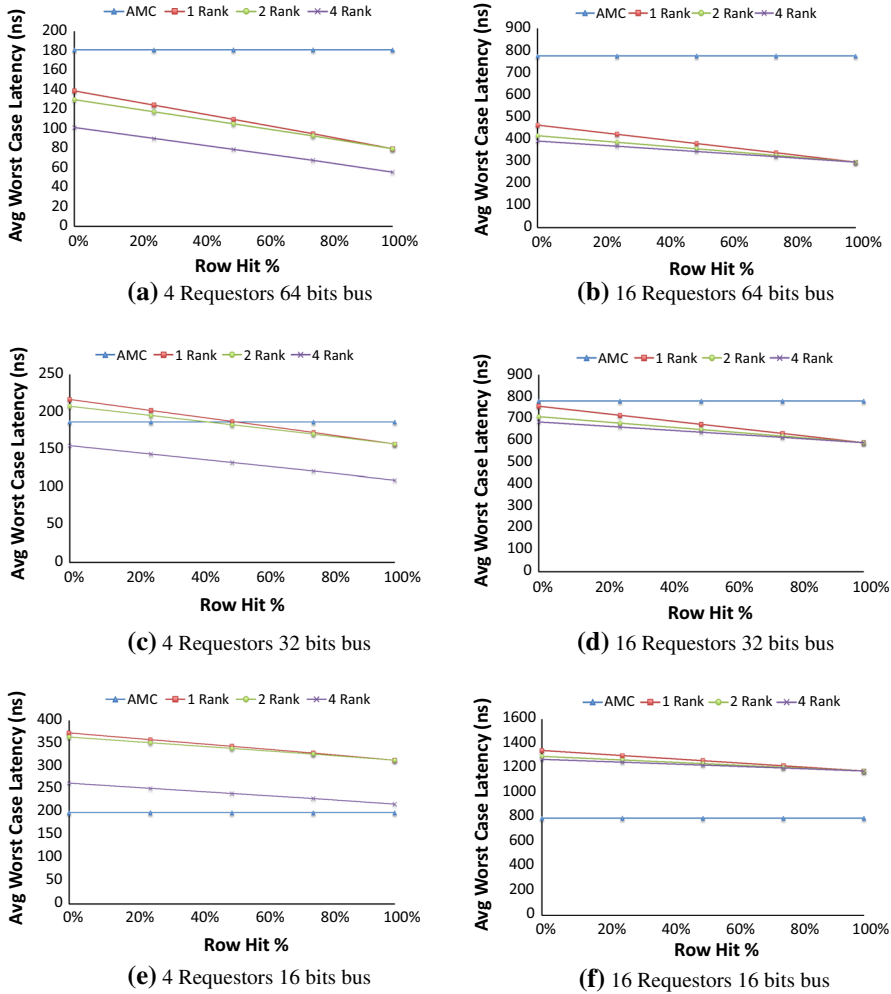 AMC 1 Rank 2 Rank 4 Rank
Avg Worst Case Latency (ns)
200
180
160
140
120
100
80
60
40
20
0
0% 20% 40% 60% 80% 100%
Row Hit %
(a) 4 Requestors 64 bits bus
AMC 1 Rank 2 Rank 4 Rank
Avg Worst Case Latency (ns)
900
800
700
600
500
400
300
200
100
0
0% 20% 40% 60% 80% 100%
Row Hit %
(b) 16 Requestors 64 bits bus
AMC 1 Rank 2 Rank 4 Rank
Avg Worst Case Latency (ns)
250
200
150
100
50
0
0% 20% 40% 60% 80% 100%
Row Hit %
(c) 4 Requestors 32 bits bus
AMC 1 Rank 2 Rank 4 Rank
Avg Worst Case Latency (ns)
900
800
700
600
500
400
300
200
100
0
0% 20% 40% 60% 80% 100%
Row Hit %
(d) 16 Requestors 32 bits bus
AMC 1 Rank 2 Rank 4 Rank
Avg Worst Case Latency (ns)
400
350
300
250
200
150
100
50
0
0% 20% 40% 60% 80% 100%
Row Hit %
(e) 4 Requestors 16 bits bus
AMC 1 Rank 2 Rank 4 Rank
Avg Worst Case Latency (ns)
1600
1400
1200
1000
800
600
400
200
0
0% 20% 40% 60% 80% 100%
Row Hit %
(f) 16 Requestors 16 bits bus